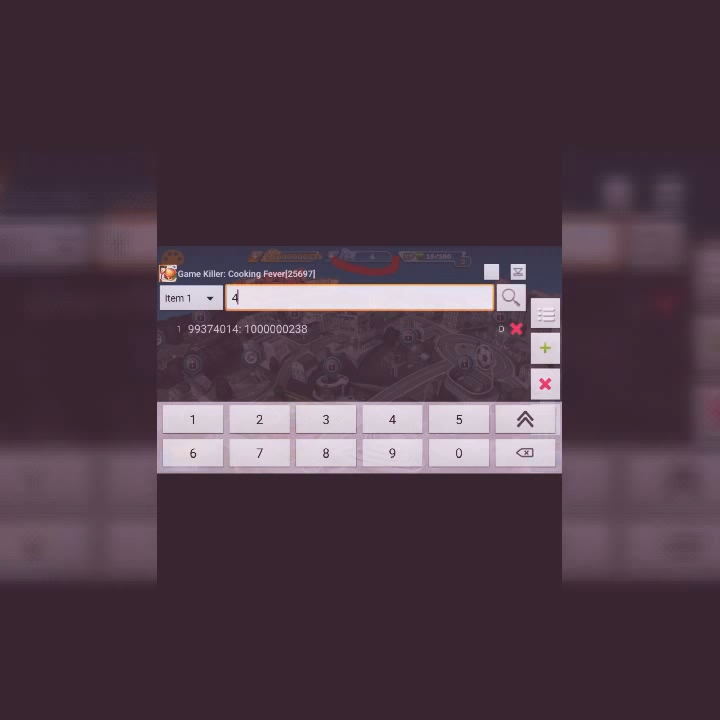 Game Killer: Cooking Fever[25697]
Item 1
4
1 99374014: 1000000238 D
1 2 3 4 5
6 7 8 9 0